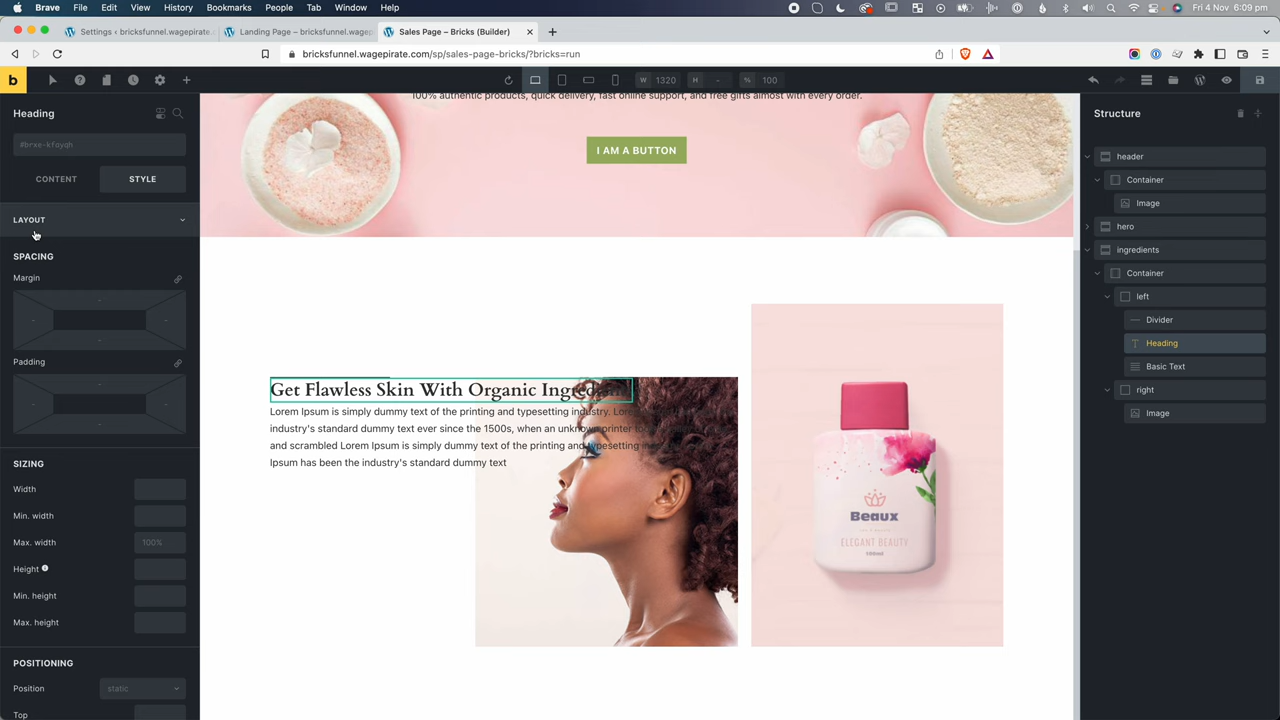 Brave File Edit View History Bookmarks People Tab Window Help
Fri 4 Nov 6:09 pm
Settings ‹ bricksfunnel.wagepirate.
Landing Page – bricksfunnel.wagep
Sales Page – Bricks (Builder)
bricksfunnel.wagepirate.com/sp/sales-page-bricks/?bricks=run
b
W 1320 H - % 100
Heading
#brxe-kfqyqh
CONTENT STYLE
LAYOUT
SPACING
Margin
Padding
SIZING
Width
Min. width
Max. width 100%
Height
Min. height
Max. height
POSITIONING
Position static
Top
100% authentic products, quick delivery, fast online support, and free gifts almost with every order.
I AM A BUTTON
Get Flawless Skin With Organic Ingredient
Lorem Ipsum is simply dummy text of the printing and typesetting industry.
industry's standard dummy text ever since the 1500s, when an unknown printer
and scrambled Lorem Ipsum is simply dummy text of the printing and typesetting
Ipsum has been the industry's standard dummy text
Beaux
ELEGANT BEAUTY
100ml
Structure
header
Container
Image
hero
ingredients
Container
left
Divider
Heading
Basic Text
right
Image